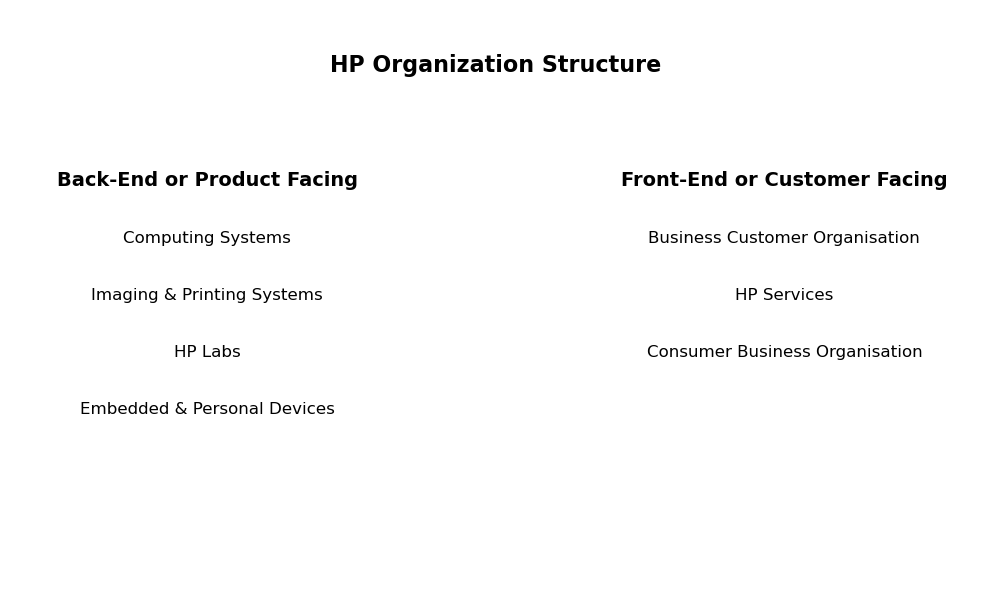 HP Organization Structure
Back-End or Product Facing
Computing Systems
Imaging & Printing Systems
HP Labs
Embedded & Personal Devices
Front-End or Customer Facing
Business Customer Organisation
HP Services
Consumer Business Organisation